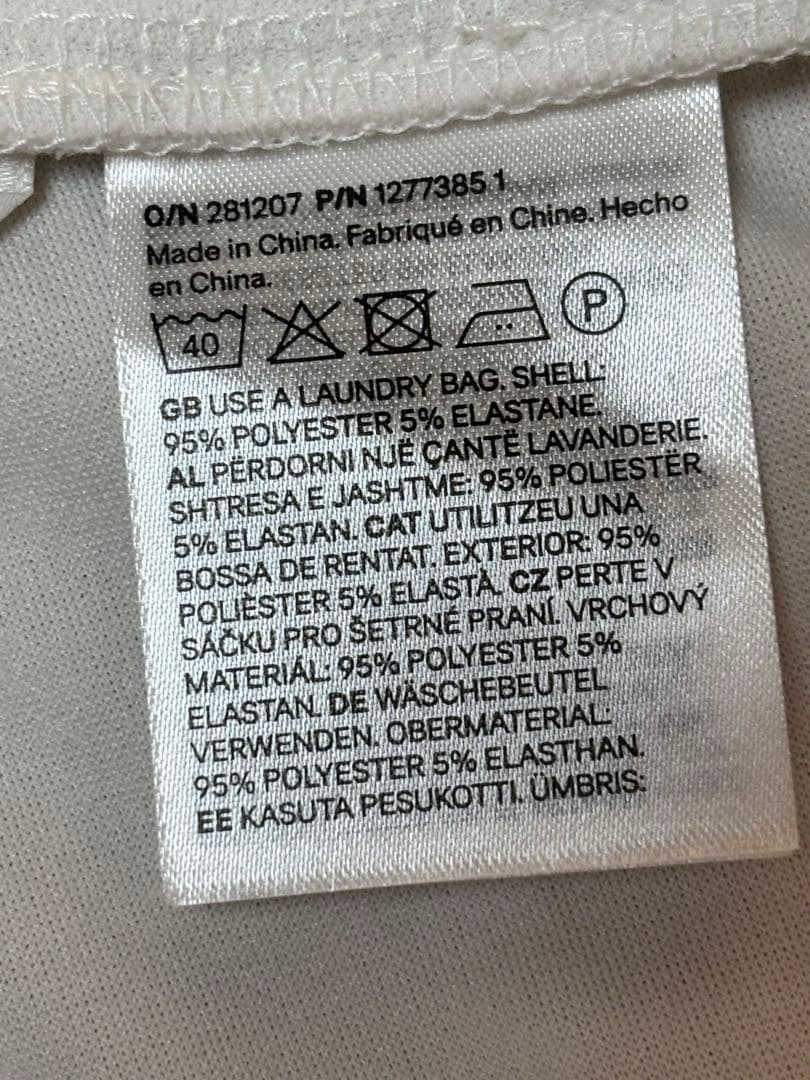 O/N 281207 P/N 1277385 1
Made in China. Fabriqué en Chine. Hecho
en China.
40 P
GB USE A LAUNDRY BAG. SHELL:
95% POLYESTER 5% ELASTANE.
AL PËRDORNI NJË ÇANTË LAVANDERIE.
SHTRESA E JASHTME: 95% POLIESTËR
5% ELASTAN. CAT UTILITZEU UNA
BOSSA DE RENTAT. EXTERIOR: 95%
POLIÈSTER 5% ELASTÀ. CZ PERTE V
SÁČKU PRO ŠETRNÉ PRANÍ. VRCHOVÝ
MATERIÁL: 95% POLYESTER 5%
ELASTAN. DE WÄSCHEBEUTEL
VERWENDEN. OBERMATERIAL:
95% POLYESTER 5% ELASTHAN.
EE KASUTA PESUKOTTI. ÜMBRIS: